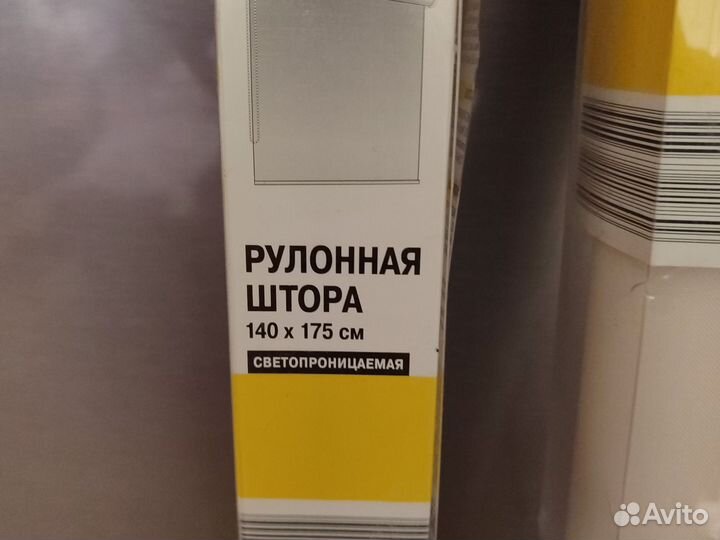 РУЛОННАЯ
ШТОРА
140 х 175 см
СВЕТОПРОНИЦАЕМАЯ
Avito